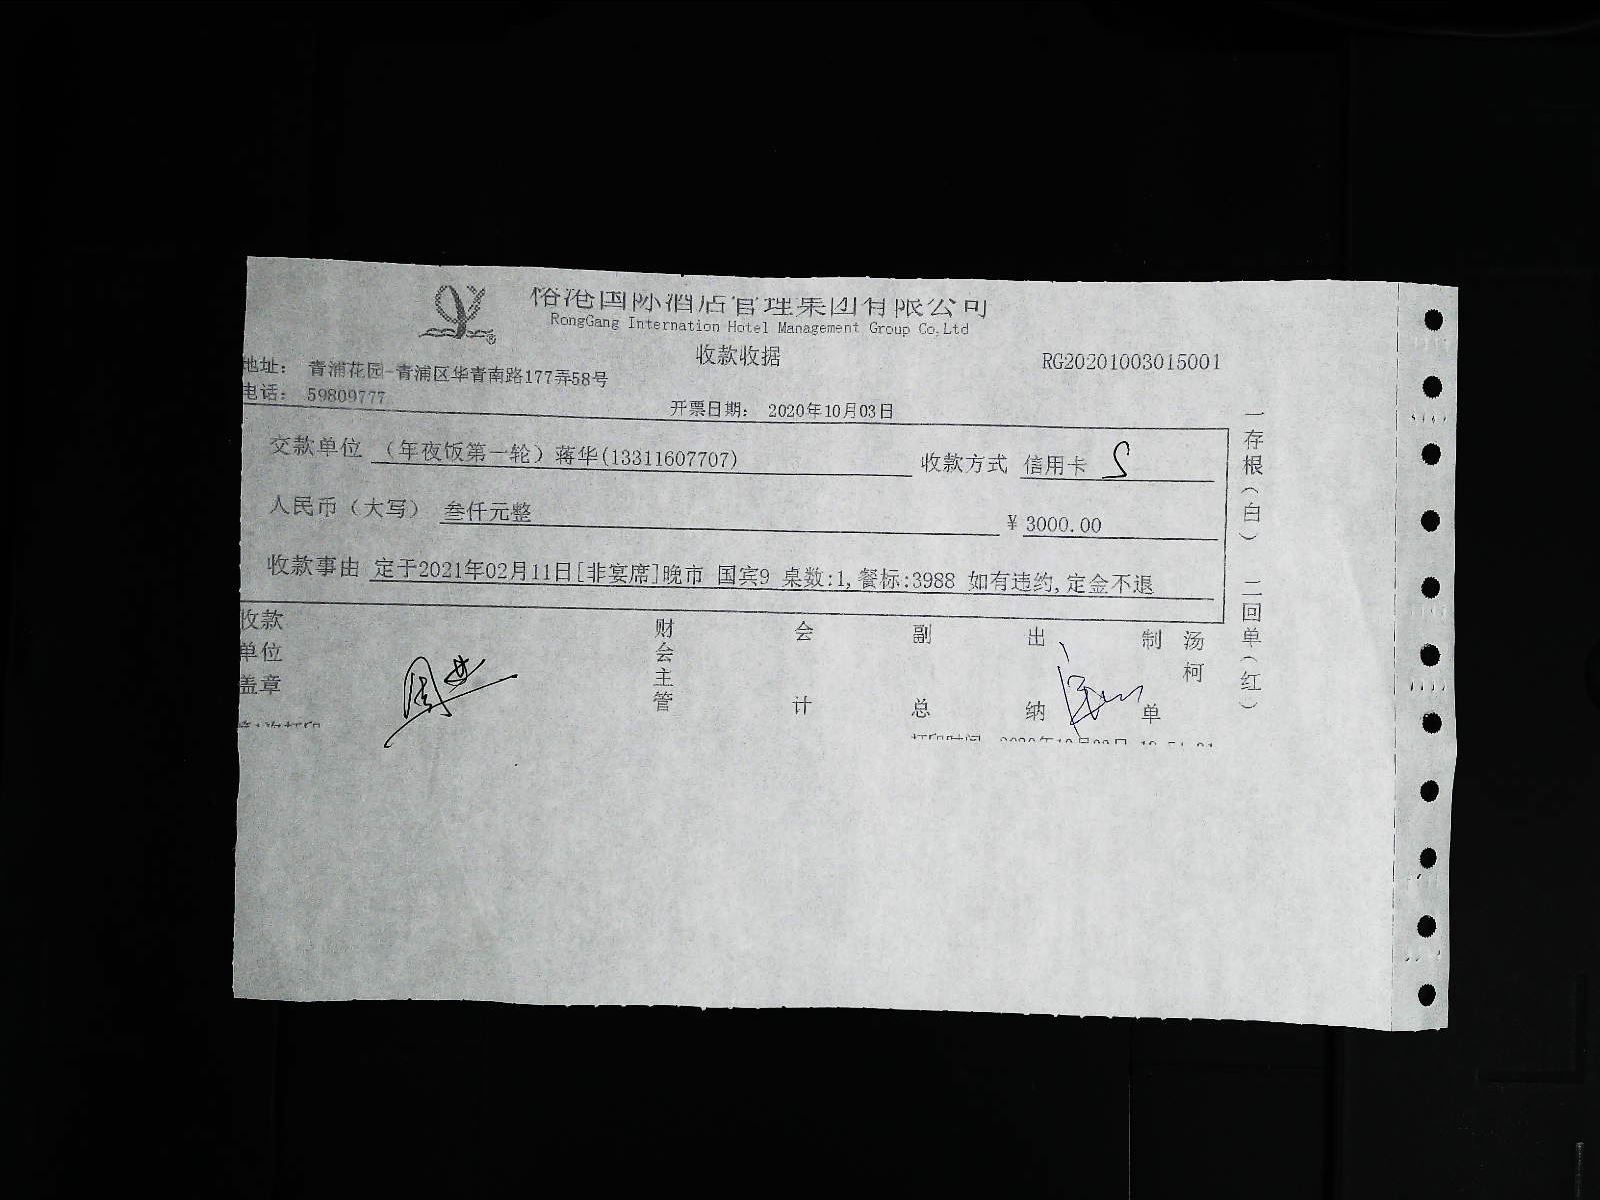 裕港国际酒店管理集团有限公司
RongGang Internation Hotel Management Group Co,Ltd
收款收据
RG20201003015001
地址: 青浦花园-青浦区华青南路177弄58号
电话: 59809777
开票日期: 2020年10月03日
交款单位 (年夜饭第一轮)蒋华(13311607707) 收款方式 信用卡
人民币(大写) 叁仟元整 ¥3000.00
收款事由 定于2021年02月11日[非宴席]晚市 国宾9 桌数:1,餐标:3988 如有违约,定金不退
收款单位盖章 财会主管 会计 副总 出纳 制单 汤柯
一存根(白) 二回单(红)